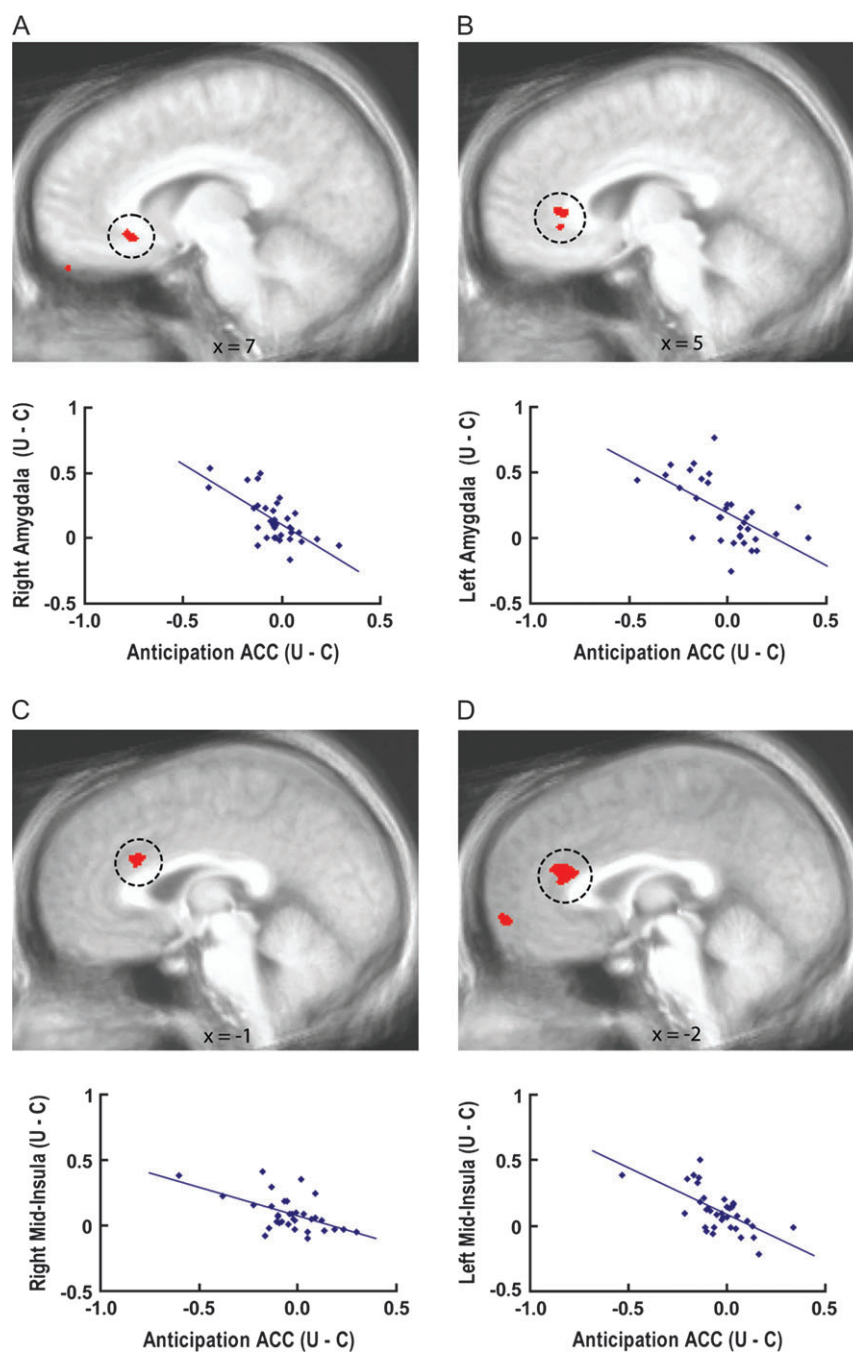 A
B
x = 7
x = 5
Right Amygdala (U - C)
1
0.5
0
-0.5
-1.0
-0.5
0.0
0.5
Anticipation ACC (U - C)
Left Amygdala (U - C)
1
0.5
0
-0.5
-1.0
-0.5
0.0
0.5
Anticipation ACC (U - C)
C
D
x = -1
x = -2
Right Mid-Insula (U - C)
1
0.5
0
-0.5
-1.0
-0.5
0.0
0.5
Anticipation ACC (U - C)
Left Mid-Insula (U - C)
1
0.5
0
-0.5
-1.0
-0.5
0.0
0.5
Anticipation ACC (U - C)